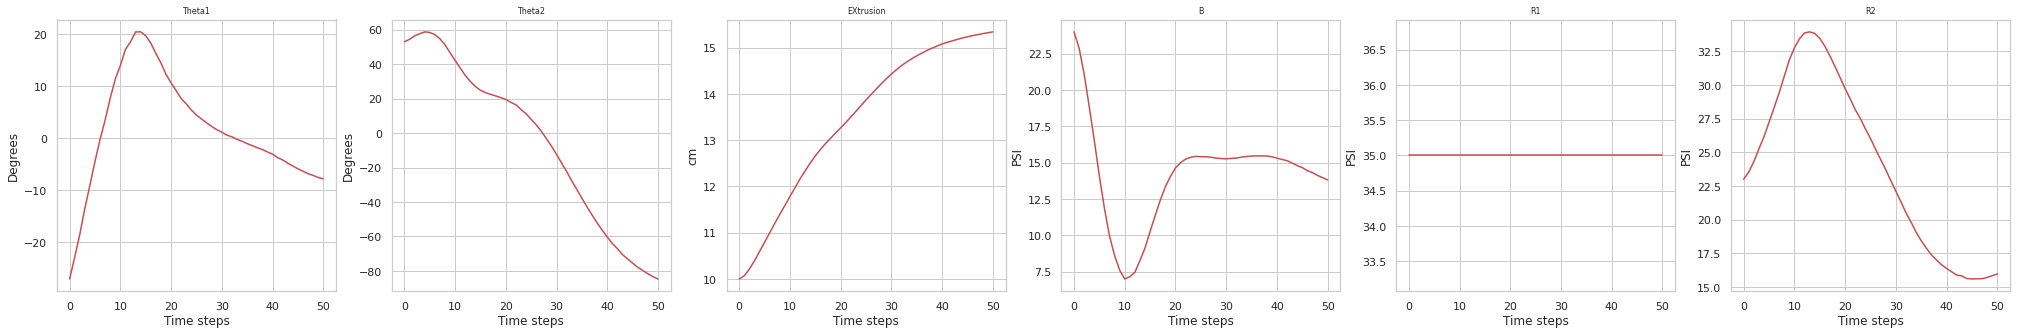 Theta1
20
10
0
−10
−20
Degrees
0 10 20 30 40 50
Time steps
Theta2
60
40
20
0
−20
−40
−60
−80
Degrees
0 10 20 30 40 50
Time steps
EXtrusion
15
14
13
12
11
10
cm
0 10 20 30 40 50
Time steps
B
22.5
20.0
17.5
15.0
12.5
10.0
7.5
PSI
0 10 20 30 40 50
Time steps
R1
36.5
36.0
35.5
35.0
34.5
34.0
33.5
PSI
0 10 20 30 40 50
Time steps
R2
32.5
30.0
27.5
25.0
22.5
20.0
17.5
15.0
PSI
0 10 20 30 40 50
Time steps